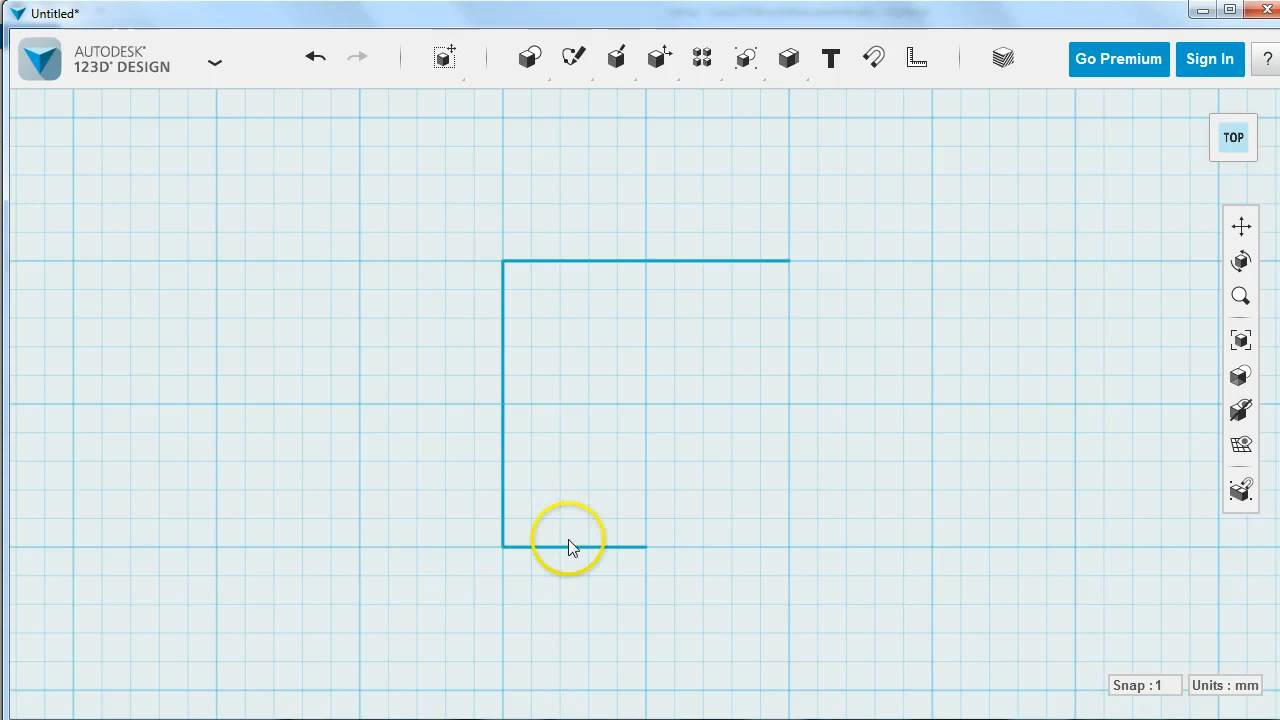 Untitled*
AUTODESK®
123D® DESIGN
Go Premium
Sign In
?
TOP
Snap : 1
Units : mm